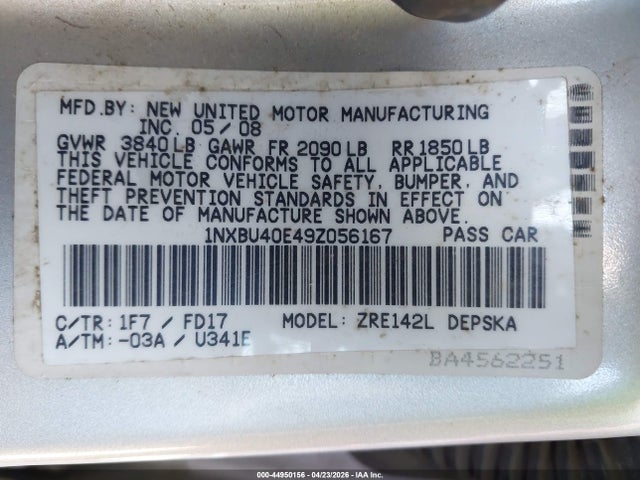 MFD.BY: NEW UNITED MOTOR MANUFACTURING
INC. 05/08
GVWR 3840LB GAWR FR 2090LB RR 1850LB
THIS VEHICLE CONFORMS TO ALL APPLICABLE
FEDERAL MOTOR VEHICLE SAFETY, BUMPER, AND
THEFT PREVENTION STANDARDS IN EFFECT ON
THE DATE OF MANUFACTURE SHOWN ABOVE.
1NXBU40E49Z056167 PASS CAR
C/TR: 1F7 / FD17 MODEL: ZRE142L DEPSKA
A/TM: -03A / U341E
BA4562251
000-44950156 - 04/23/2026 - IAA Inc.